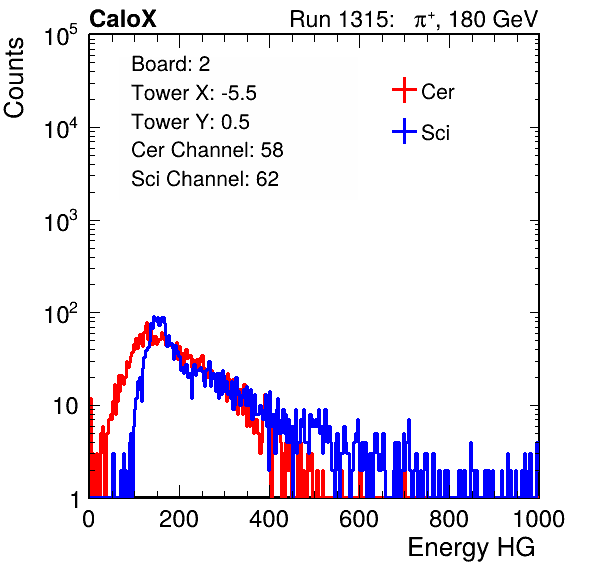 CaloX Run 1315: π⁺, 180 GeV
Counts
10⁵
10⁴
10³
10²
10
1
Board: 2
Tower X: -5.5
Tower Y: 0.5
Cer Channel: 58
Sci Channel: 62
Cer
Sci
0 200 400 600 800 1000
Energy HG